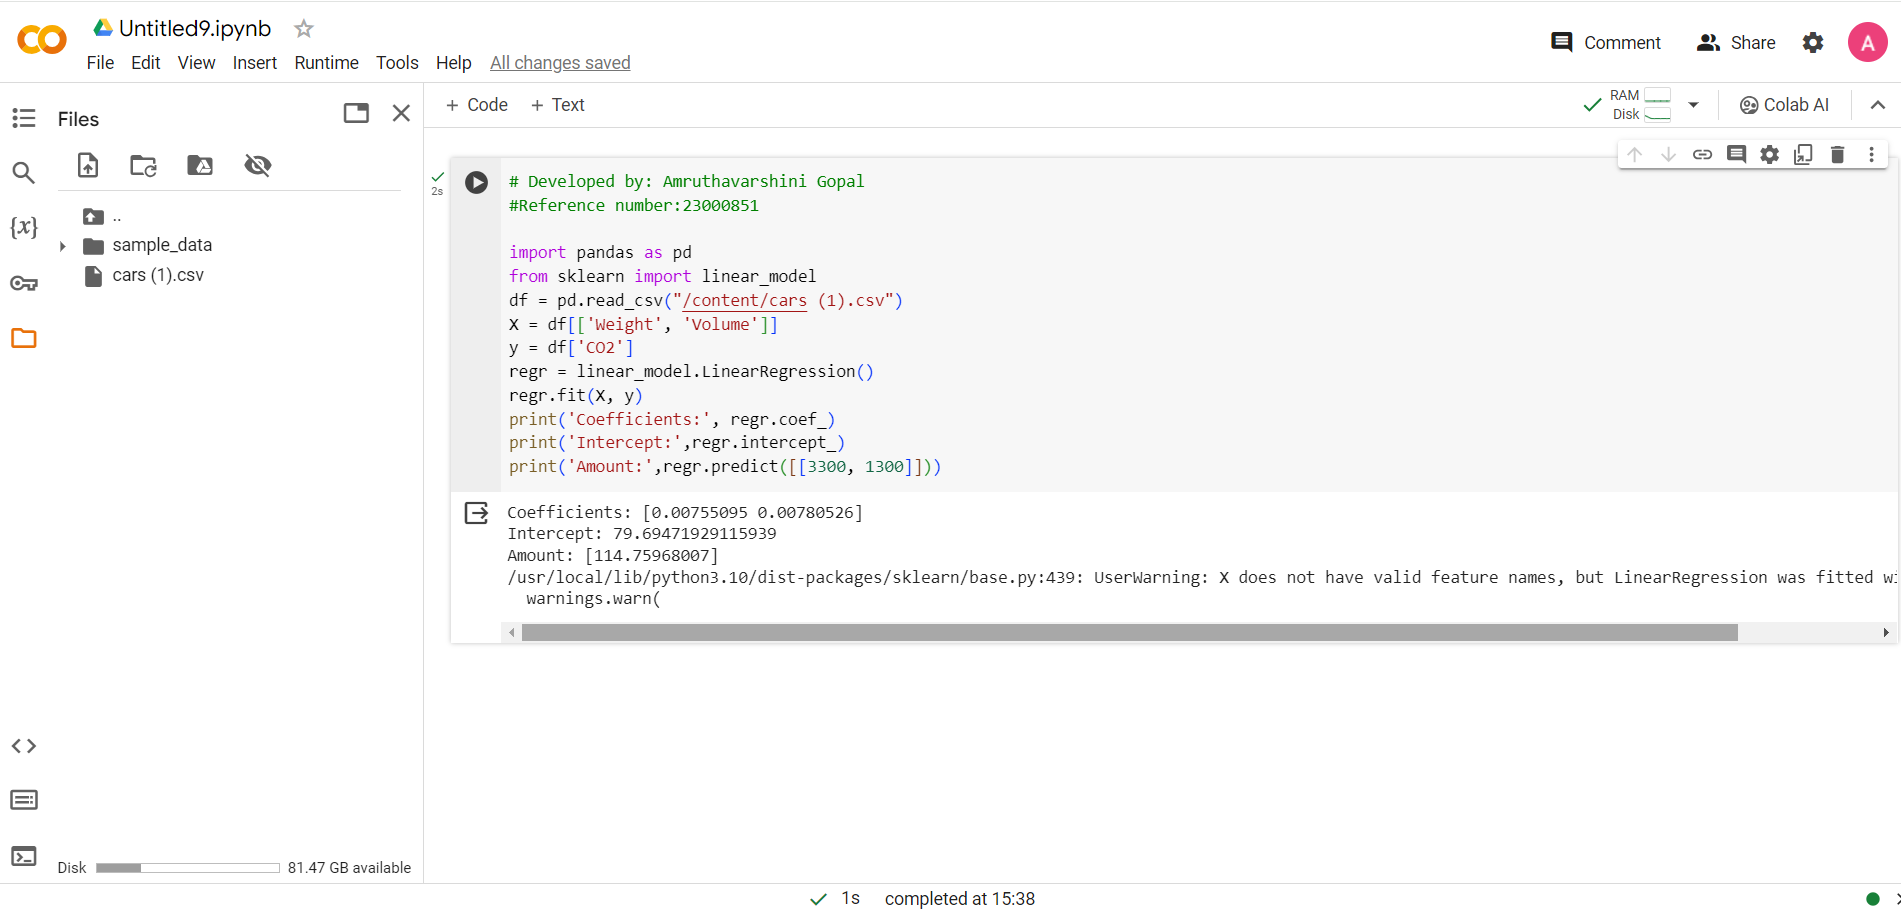 Untitled9.ipynb
File Edit View Insert Runtime Tools Help All changes saved
Comment Share A
Files
+ Code + Text
RAM
Disk
Colab AI
{x}
..
sample_data
cars (1).csv
2s
# Developed by: Amruthavarshini Gopal
#Reference number:23000851
import pandas as pd
from sklearn import linear_model
df = pd.read_csv("/content/cars (1).csv")
X = df[['Weight', 'Volume']]
y = df['CO2']
regr = linear_model.LinearRegression()
regr.fit(X, y)
print('Coefficients:', regr.coef_)
print('Intercept:',regr.intercept_)
print('Amount:',regr.predict([[3300, 1300]]))
Coefficients: [0.00755095 0.00780526]
Intercept: 79.69471929115939
Amount: [114.75968007]
/usr/local/lib/python3.10/dist-packages/sklearn/base.py:439: UserWarning: X does not have valid feature names, but LinearRegression was fitted wi
warnings.warn(
Disk 81.47 GB available
1s completed at 15:38